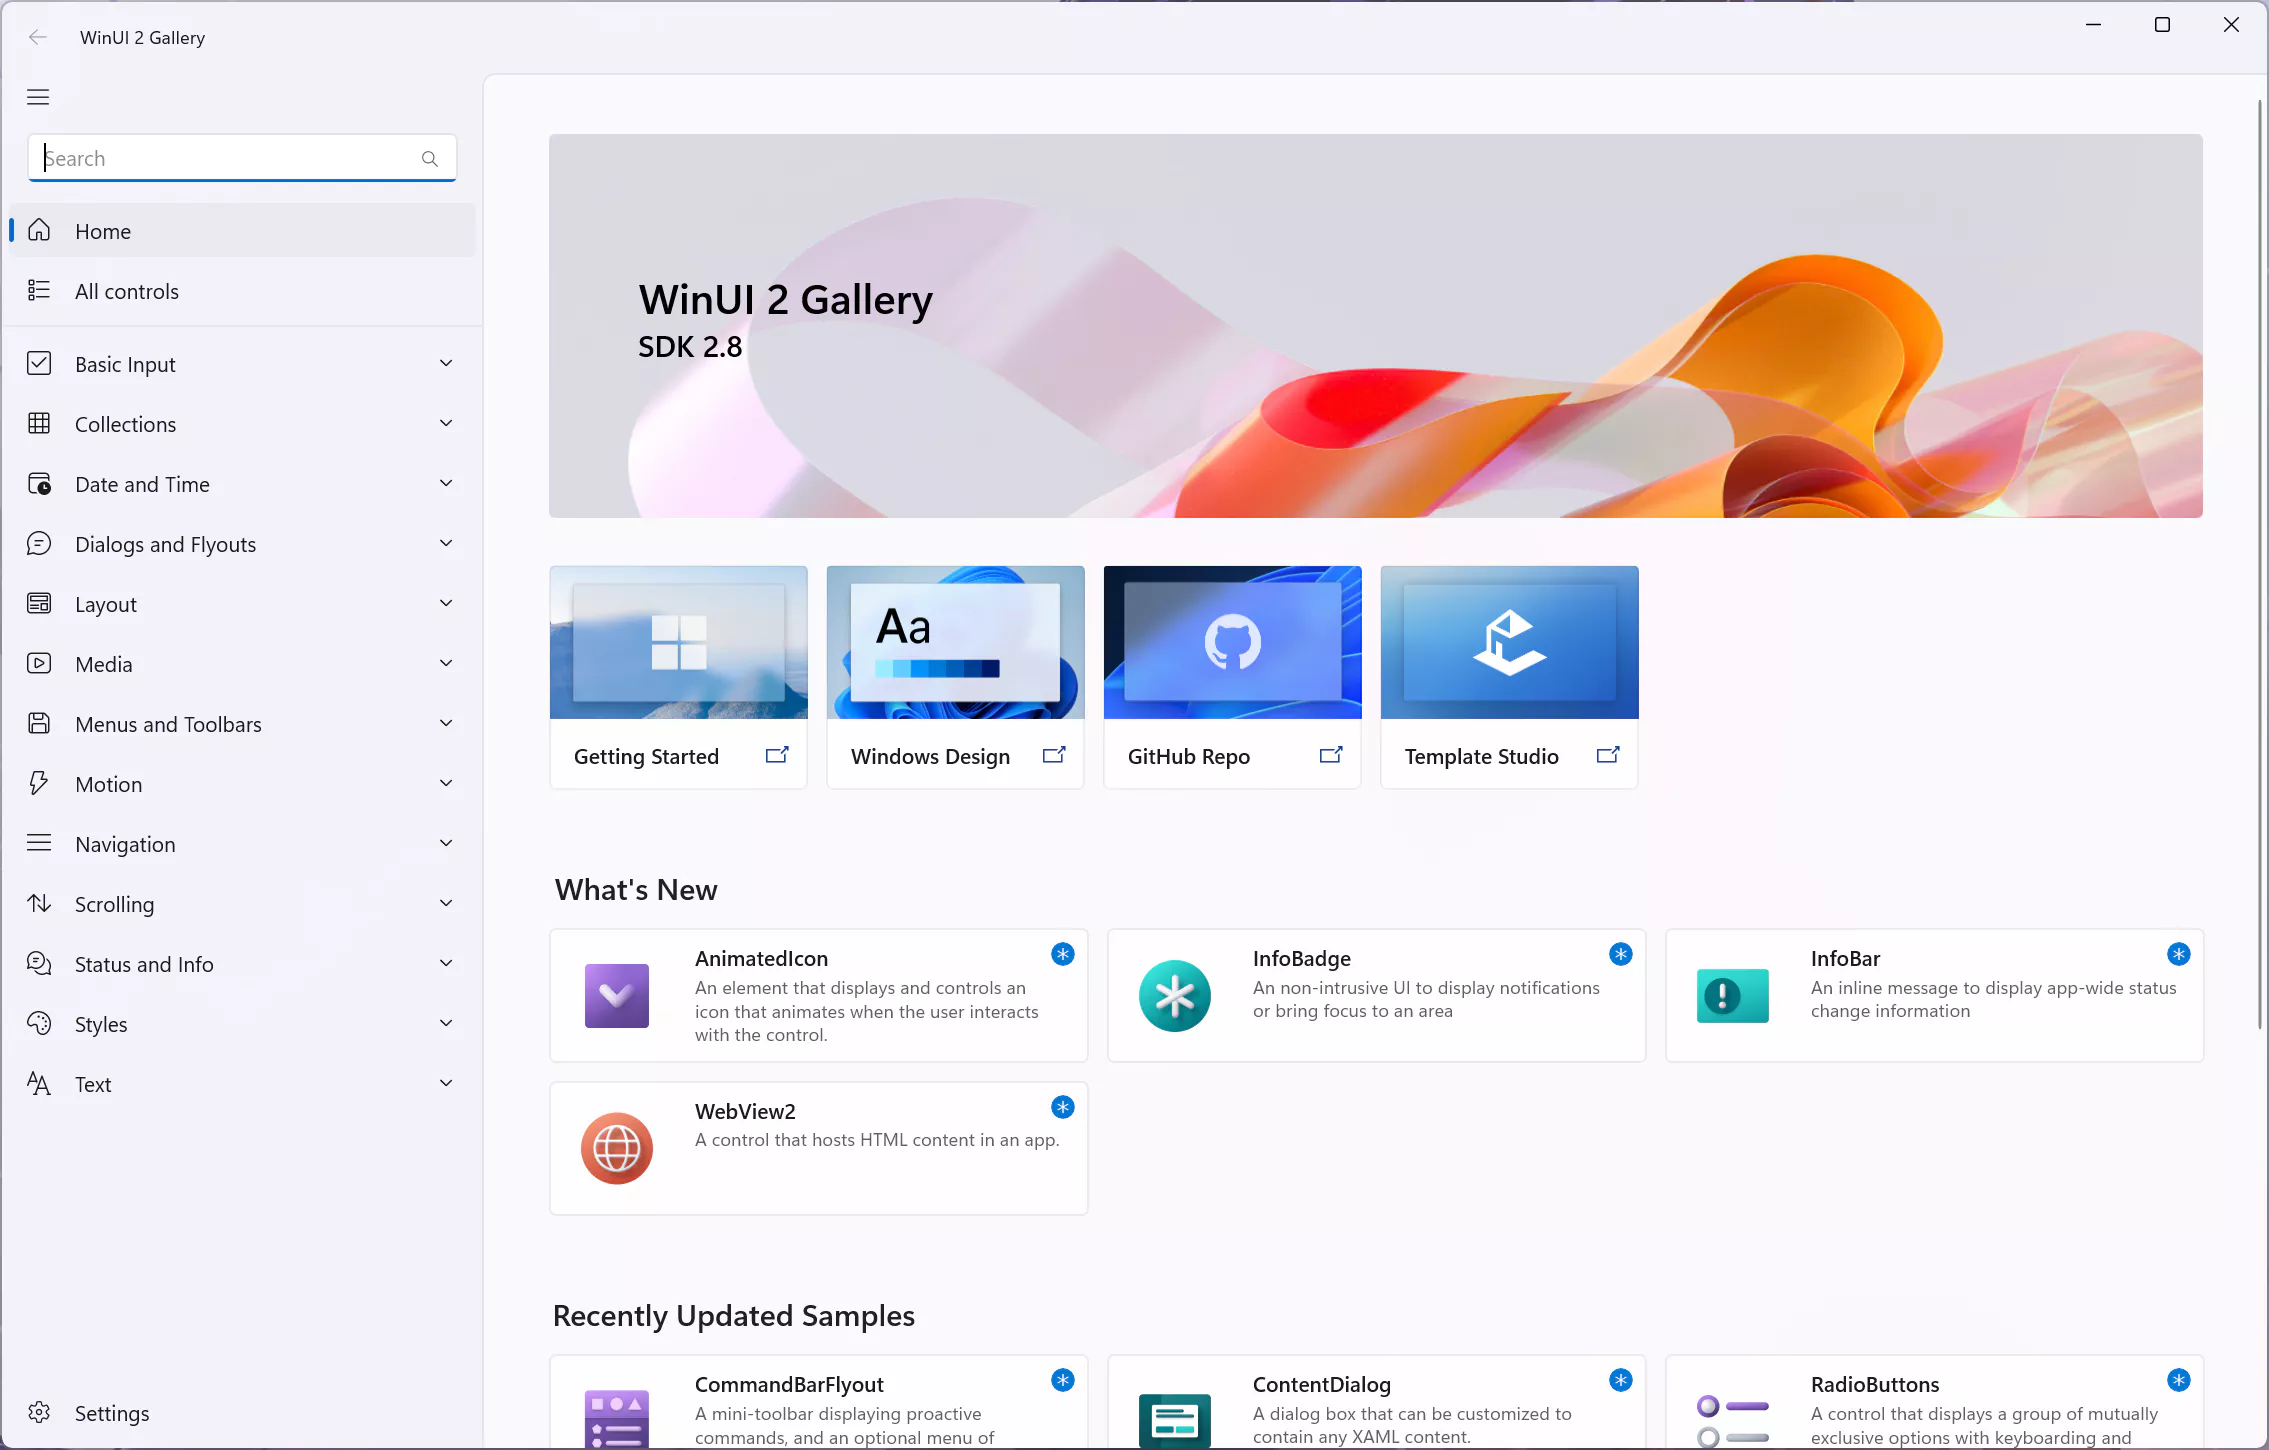 WinUI 2 Gallery
Search
Home
All controls
Basic Input
Collections
Date and Time
Dialogs and Flyouts
Layout
Media
Menus and Toolbars
Motion
Navigation
Scrolling
Status and Info
Styles
Text
Settings
WinUI 2 Gallery
SDK 2.8
Aa
Getting Started
Windows Design
GitHub Repo
Template Studio
What's New
AnimatedIcon
An element that displays and controls an
icon that animates when the user interacts
with the control.
InfoBadge
An non-intrusive UI to display notifications
or bring focus to an area
InfoBar
An inline message to display app-wide status
change information
WebView2
A control that hosts HTML content in an app.
Recently Updated Samples
CommandBarFlyout
A mini-toolbar displaying proactive
commands, and an optional menu of
ContentDialog
A dialog box that can be customized to
contain any XAML content.
RadioButtons
A control that displays a group of mutually
exclusive options with keyboarding and